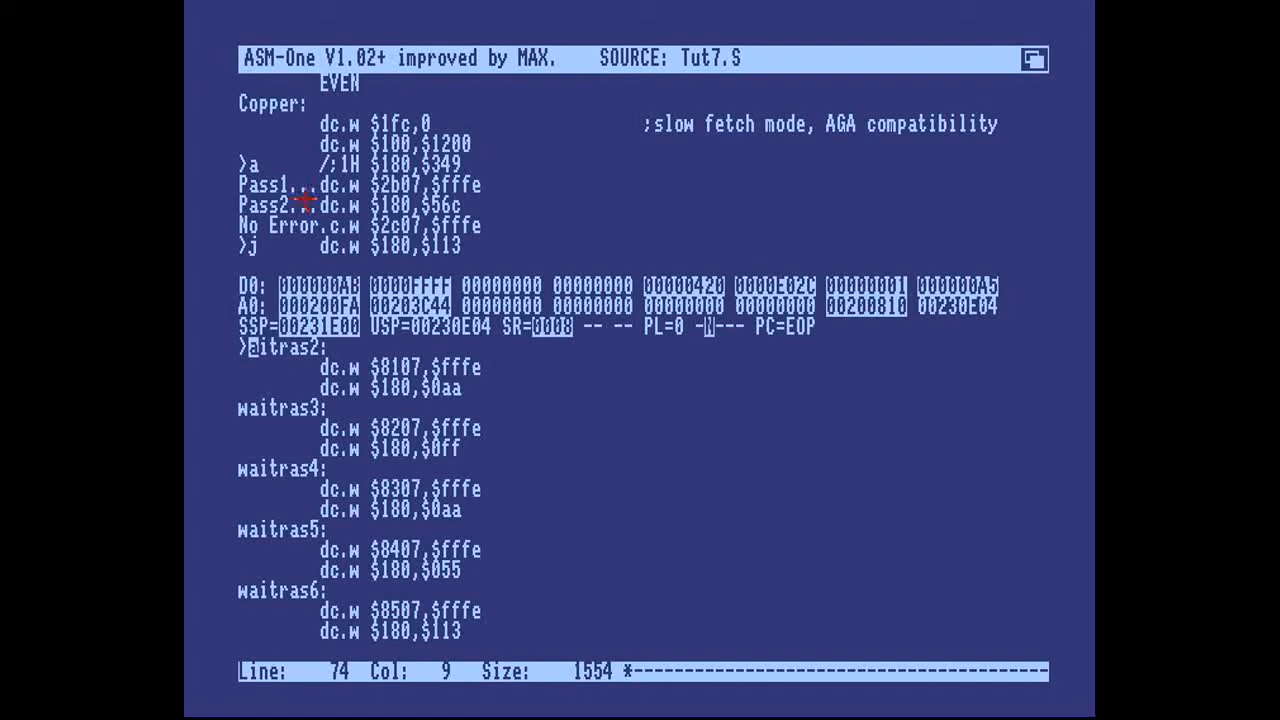 ASM-One V1.02+ improved by MAX. SOURCE: Tut7.S
EVEN
Copper:
dc.w $1fc,0 ;slow fetch mode, AGA compatibility
dc.w $100,$1200
>a /;1H $180,$349
Pass1...dc.w $2b07,$fffe
Pass2...dc.w $180,$56c
No Error.c.w $2c07,$fffe
>j dc.w $180,$113
D0: 000000AB 0000FFFF 00000000 00000000 00000420 0000E02C 00000001 000000A5
A0: 000200FA 00203C44 00000000 00000000 00000000 00000000 00200810 00230E04
SSP=00231E00 USP=00230E04 SR=0008 -- -- PL=0 -N--- PC=EOP
>aitras2:
dc.w $8107,$fffe
dc.w $180,$0aa
waitras3:
dc.w $8207,$fffe
dc.w $180,$0ff
waitras4:
dc.w $8307,$fffe
dc.w $180,$0aa
waitras5:
dc.w $8407,$fffe
dc.w $180,$055
waitras6:
dc.w $8507,$fffe
dc.w $180,$113
Line: 74 Col: 9 Size: 1554 *-----------------------------------------